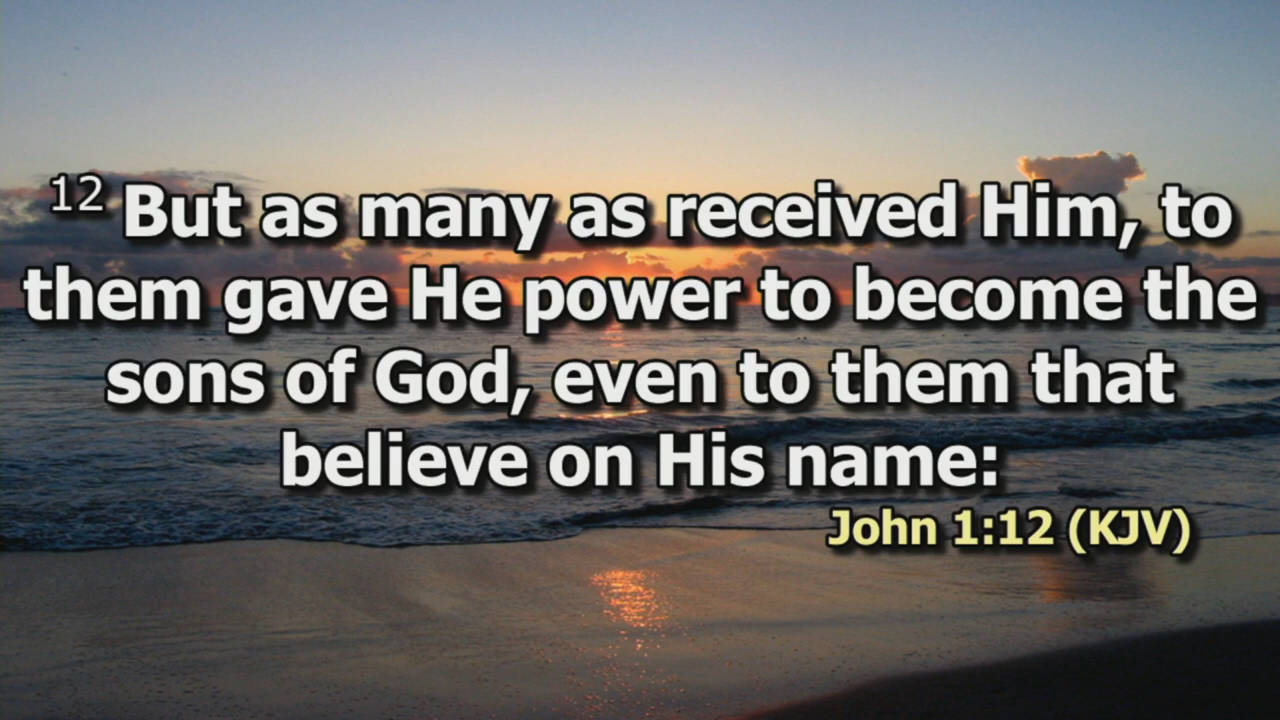 12 But as many as received Him, to
them gave He power to become the
sons of God, even to them that
believe on His name:
John 1:12 (KJV)